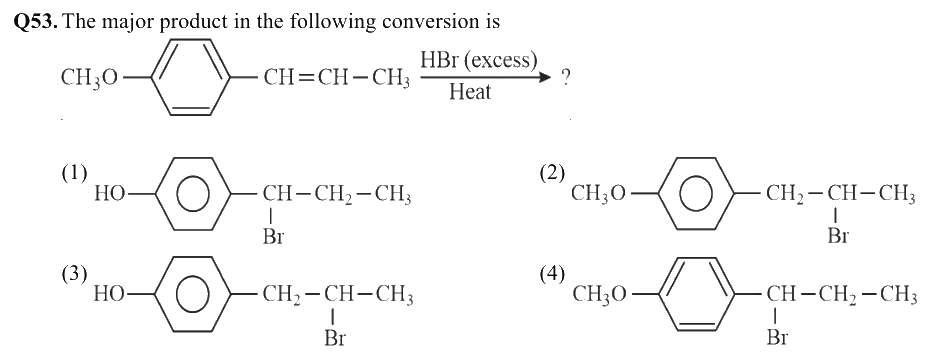 Q53. The major product in the following conversion is
CH₃O CH=CH–CH₃ HBr (excess) Heat ?
(1) HO CH–CH₂–CH₃
Br
(2) CH₃O CH₂–CH–CH₃
Br
(3) HO CH₂–CH–CH₃
Br
(4) CH₃O CH–CH₂–CH₃
Br